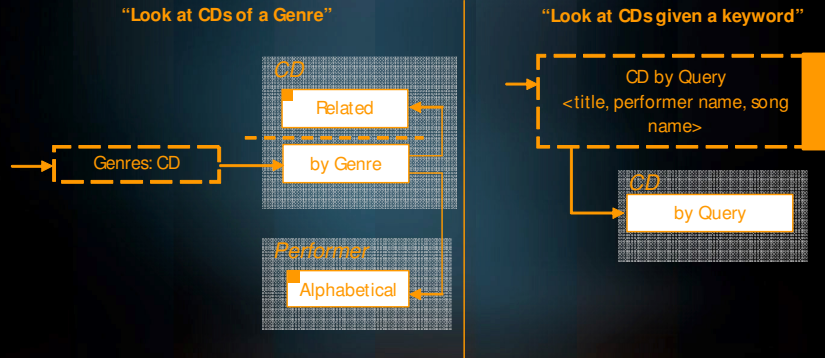 “Look at CDs of a Genre”
CD
Related
Genres: CD
by Genre
Performer
Alphabetical
“Look at CDs given a keyword”
CD by Query
<title, performer name, song
name>
CD
by Query